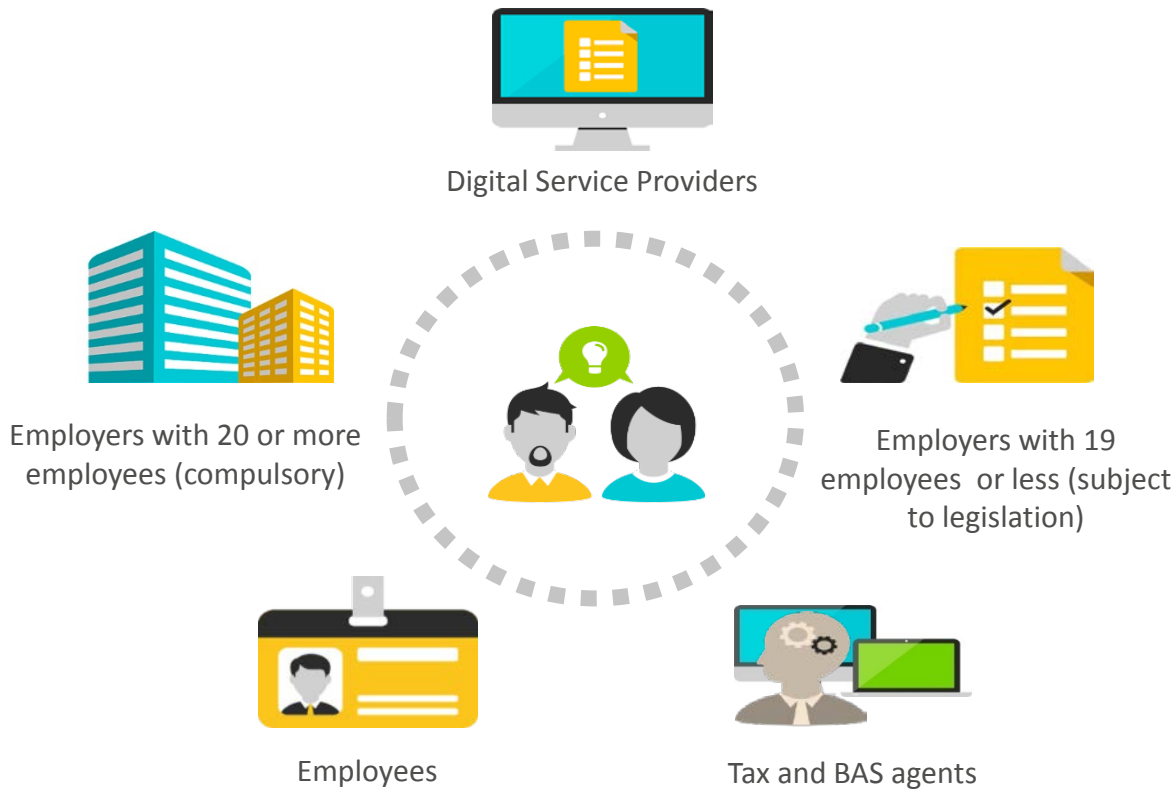 Digital Service Providers
Employers with 20 or more
employees (compulsory)
Employers with 19
employees  or less (subject
to legislation)
Employees
Tax and BAS agents